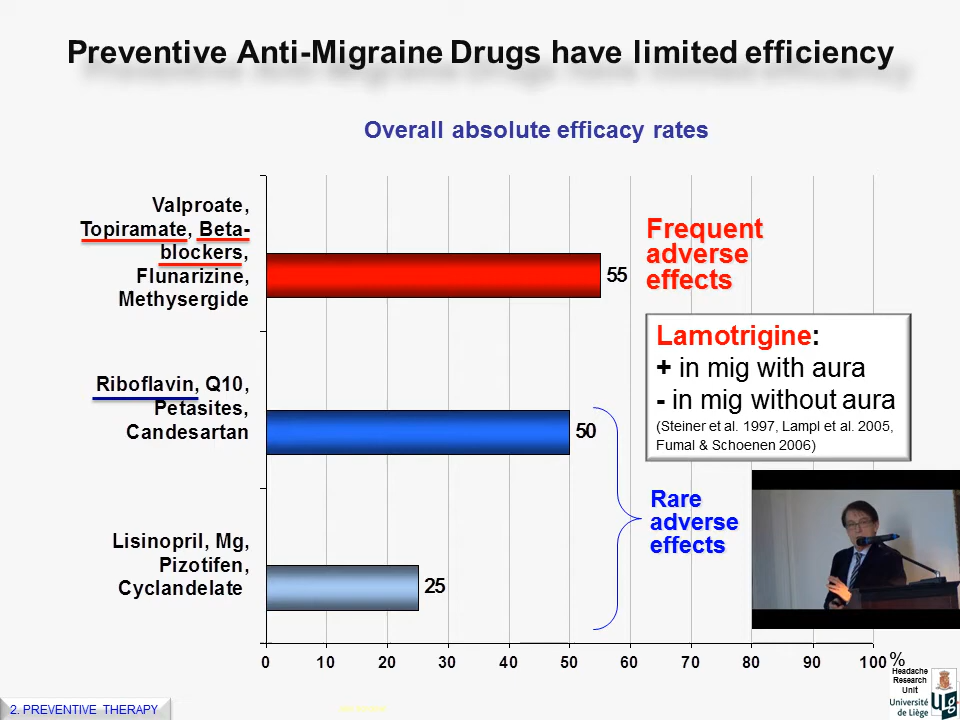 Preventive Anti-Migraine Drugs have limited efficiency
Overall absolute efficacy rates
Valproate,
Topiramate, Beta-
blockers,
Flunarizine,
Methysergide
55
Frequent
adverse
effects
Lamotrigine:
+ in mig with aura
- in mig without aura
(Steiner et al. 1997, Lampl et al. 2005,
Fumal & Schoenen 2006)
Riboflavin, Q10,
Petasites,
Candesartan
50
Rare
adverse
effects
Lisinopril, Mg,
Pizotifen,
Cyclandelate
25
0 10 20 30 40 50 60 70 80 90 100 %
Headache
Research
Unit
Université
de Liège
2. PREVENTIVE THERAPY